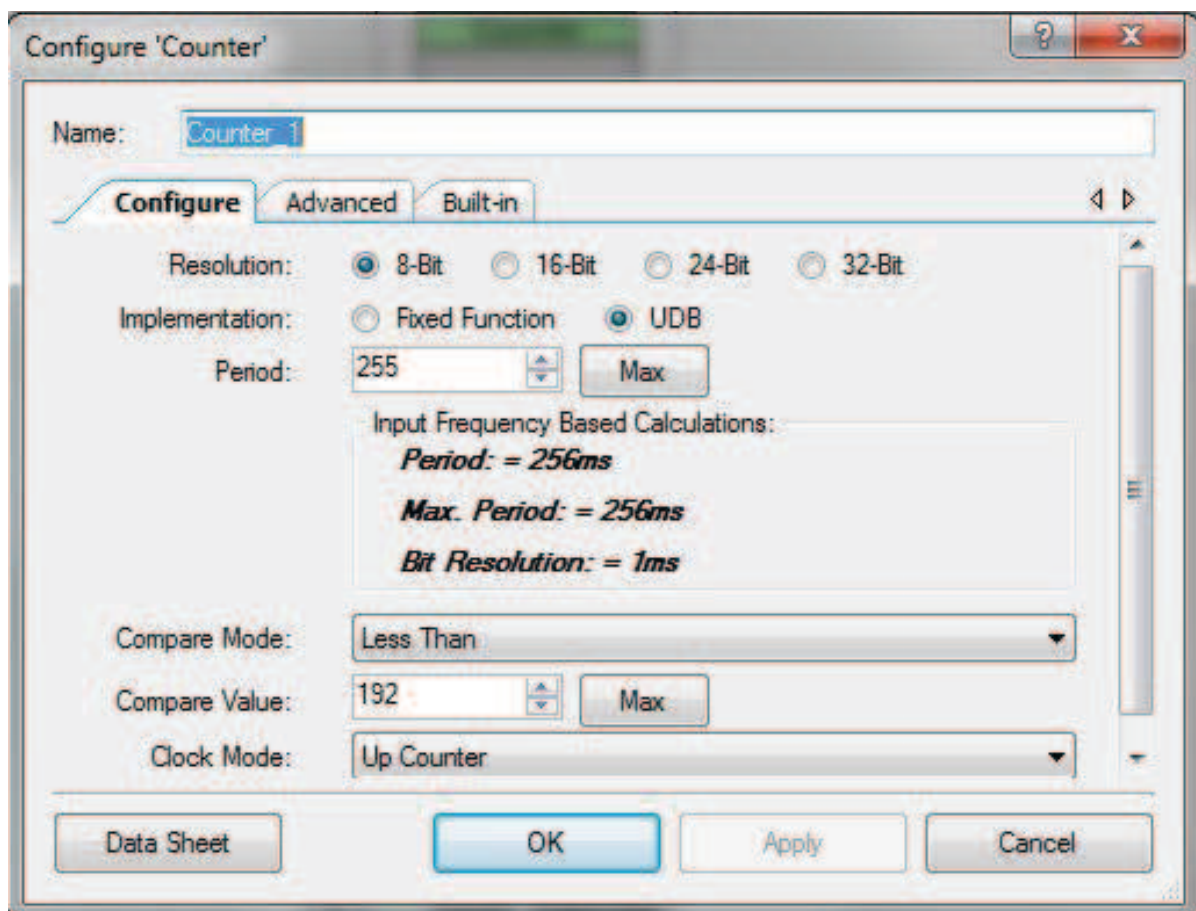 Configure 'Counter'
Name: Counter_1
Configure Advanced Built-in
Resolution: 8-Bit 16-Bit 24-Bit 32-Bit
Implementation: Fixed Function UDB
Period: 255 Max
Input Frequency Based Calculations:
Period: = 256ms
Max. Period: = 256ms
Bit Resolution: = 1ms
Compare Mode: Less Than
Compare Value: 192 Max
Clock Mode: Up Counter
Data Sheet OK Apply Cancel